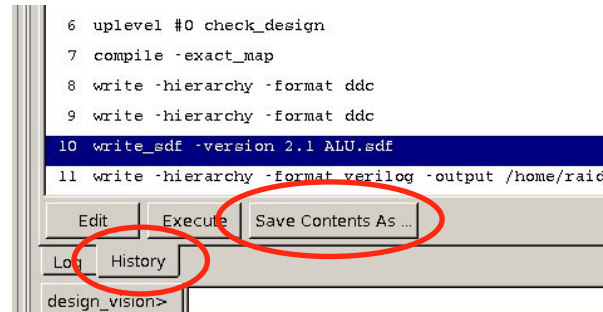 6 uplevel #0 check_design
7 compile -exact_map
8 write -hierarchy -format ddc
9 write -hierarchy -format ddc
10 write_sdf -version 2.1 ALU.sdf
11 write -hierarchy -format verilog -output /home/raid
Edit Execute Save Contents As ...
Log History
design_vision>